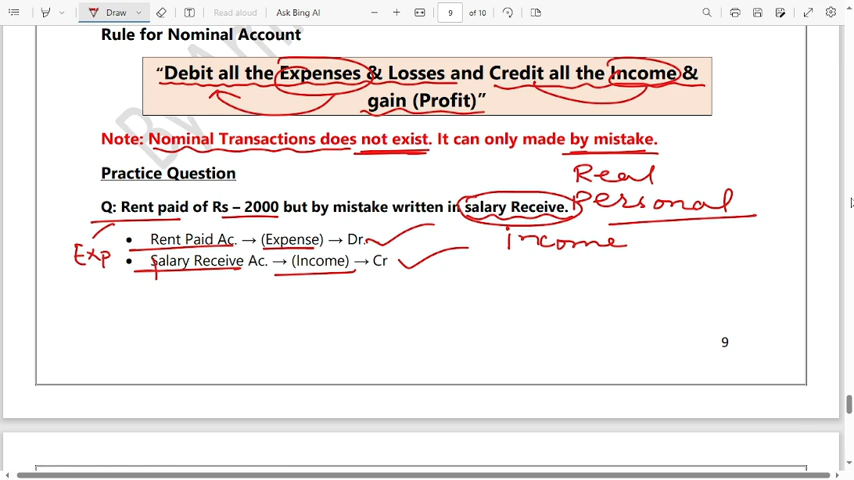 Draw
Read aloud
Ask Bing AI
9
of 10
Rule for Nominal Account
“Debit all the Expenses & Losses and Credit all the Income &
gain (Profit)”
Note: Nominal Transactions does not exist. It can only made by mistake.
Real
Practice Question
Personal
Q: Rent paid of Rs – 2000 but by mistake written in salary Receive.
income
Exp
• Rent Paid Ac. → (Expense) → Dr.
• Salary Receive Ac. → (Income) → Cr
9